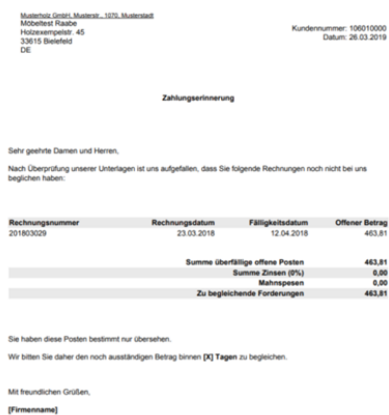 Musterholz GmbH, Musterstr., 1070, Musterstadt
Möbeltest Raabe
Holzexempelstr. 45
33615 Bielefeld
DE
Kundennummer: 106010000
Datum: 26.03.2019
Zahlungserinnerung
Sehr geehrte Damen und Herren,
Nach Überprüfung unserer Unterlagen ist uns aufgefallen, dass Sie folgende Rechnungen noch nicht bei uns
beglichen haben:
Rechnungsnummer Rechnungsdatum Fälligkeitsdatum Offener Betrag
201803029 23.03.2018 12.04.2018 463,81
Summe überfällige offene Posten 463,81
Summe Zinsen (0%) 0,00
Mahnspesen 0,00
Zu begleichende Forderungen 463,81
Sie haben diese Posten bestimmt nur übersehen.
Wir bitten Sie daher den noch ausständigen Betrag binnen [X] Tagen zu begleichen.
Mit freundlichen Grüßen,
[Firmenname]